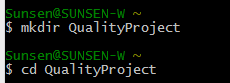 Sunsen@SUNSEN-W ~
$ mkdir QualityProject
Sunsen@SUNSEN-W ~
$ cd QualityProject